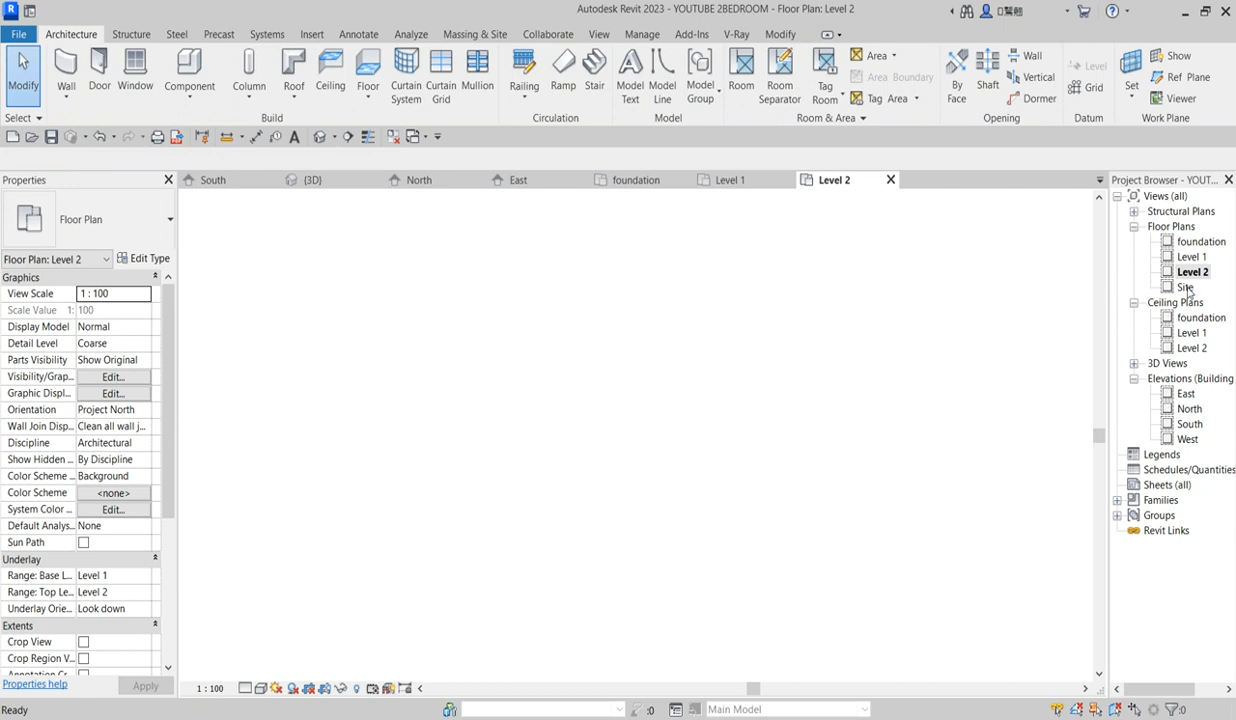 Autodesk Revit 2023 - YOUTUBE 2BEDROOM - Floor Plan: Level 2
File Architecture Structure Steel Precast Systems Insert Annotate Analyze Massing & Site Collaborate View Manage Add-Ins V-Ray Modify
Modify Wall Door Window Component Column Roof Ceiling Floor Curtain System Curtain Grid Mullion Railing Ramp Stair Model Text Model Line Model Group Room Room Separator Tag Room By Face Shaft Set
Area
Area Boundary
Tag Area
Wall
Vertical
Dormer
Level
Grid
Show
Ref Plane
Viewer
Select Build Circulation Model Room & Area Opening Datum Work Plane
Properties
South {3D} North East foundation Level 1 Level 2
Floor Plan
Floor Plan: Level 2 Edit Type
Graphics
View Scale 1 : 100
Scale Value 1: 100
Display Model Normal
Detail Level Coarse
Parts Visibility Show Original
Visibility/Grap... Edit...
Graphic Displ... Edit...
Orientation Project North
Wall Join Disp... Clean all wall j...
Discipline Architectural
Show Hidden ... By Discipline
Color Scheme ... Background
Color Scheme <none>
System Color ... Edit...
Default Analys... None
Sun Path
Underlay
Range: Base L... Level 1
Range: Top Le... Level 2
Underlay Orie... Look down
Extents
Crop View
Crop Region V...
Properties help Apply
Project Browser - YOUT...
Views (all)
Structural Plans
Floor Plans
foundation
Level 1
Level 2
Site
Ceiling Plans
foundation
Level 1
Level 2
3D Views
Elevations (Building
East
North
South
West
Legends
Schedules/Quantities
Sheets (all)
Families
Groups
Revit Links
1 : 100
Ready :0 Main Model :0